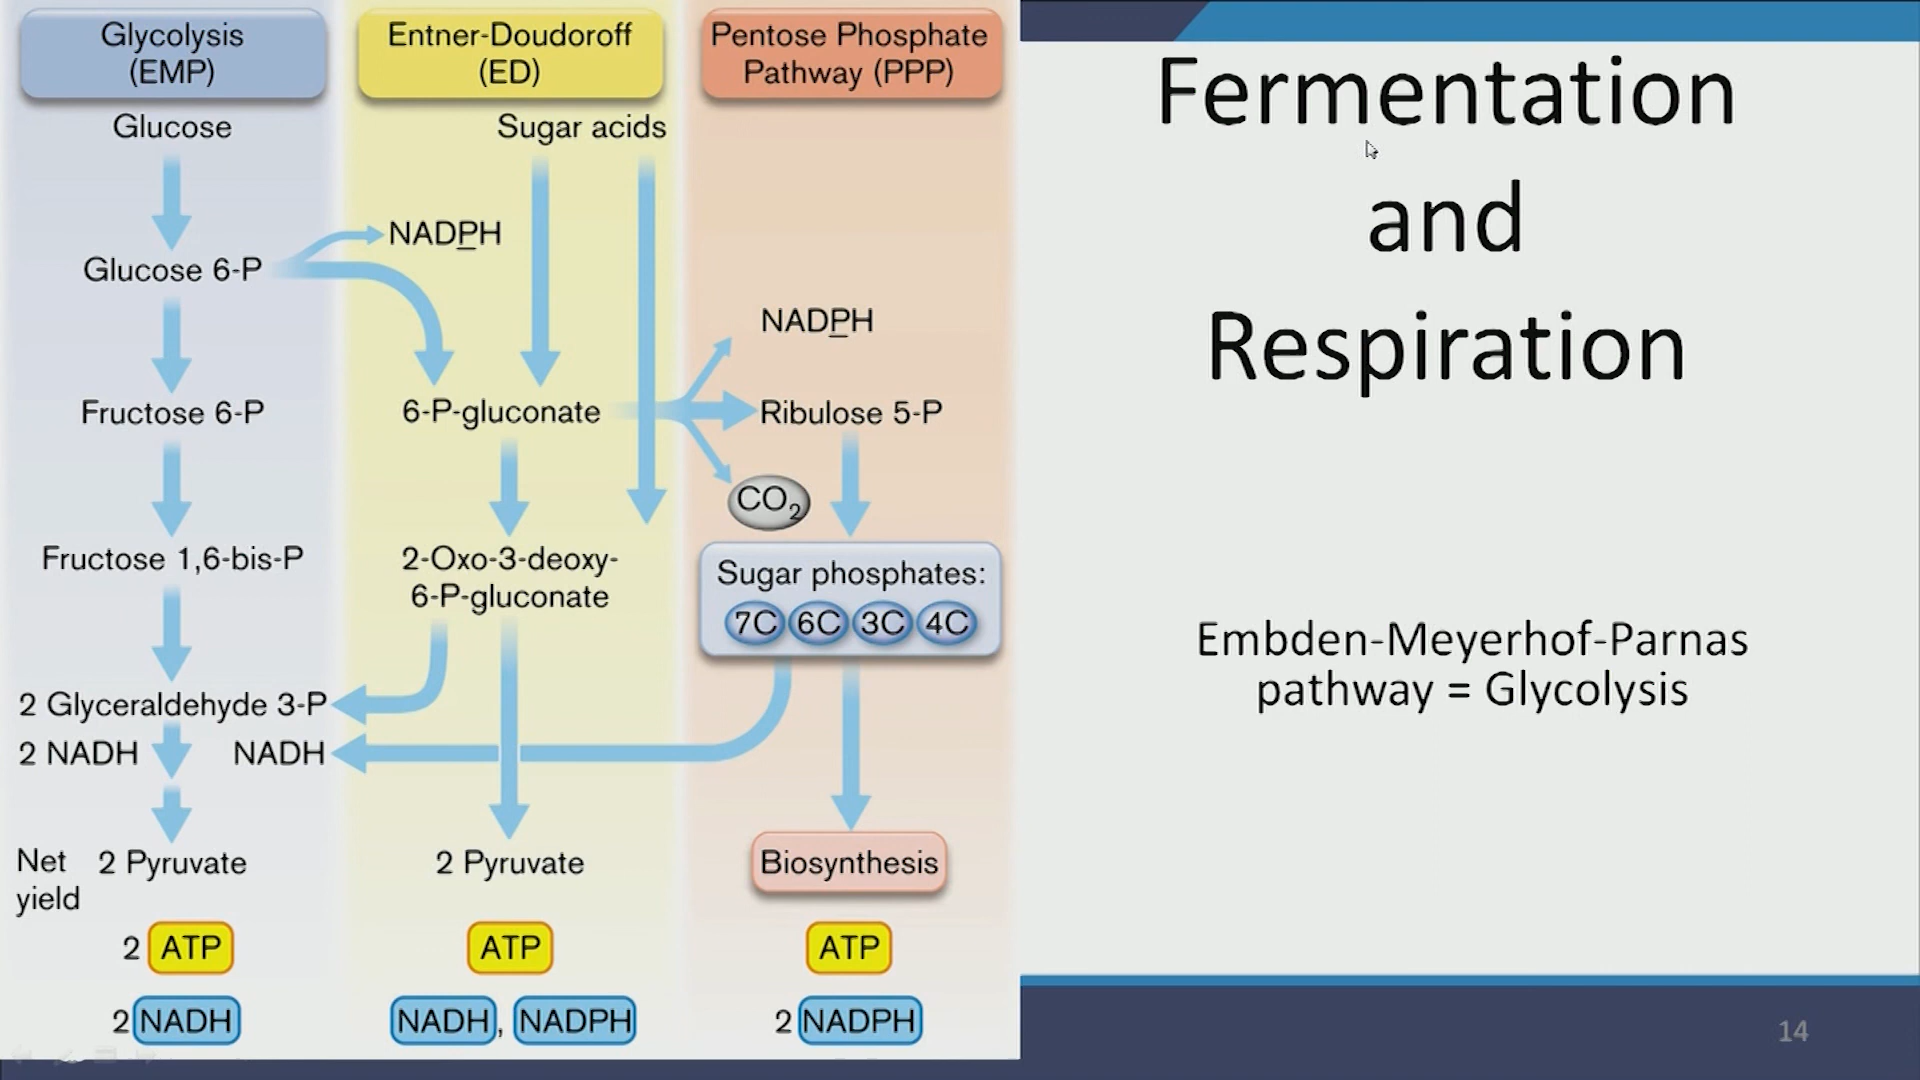 Glycolysis
(EMP)
Entner-Doudoroff
(ED)
Pentose Phosphate
Pathway (PPP)
Glucose
Sugar acids
NADPH
Glucose 6-P
NADPH
Fructose 6-P
6-P-gluconate
Ribulose 5-P
CO₂
Fructose 1,6-bis-P
2-Oxo-3-deoxy-
6-P-gluconate
Sugar phosphates:
7C 6C 3C 4C
2 Glyceraldehyde 3-P
2 NADH NADH
Net
yield
2 Pyruvate
2 Pyruvate
Biosynthesis
2 ATP
ATP
ATP
2 NADH
NADH, NADPH
2 NADPH
Fermentation
and
Respiration
Embden-Meyerhof-Parnas
pathway = Glycolysis
14